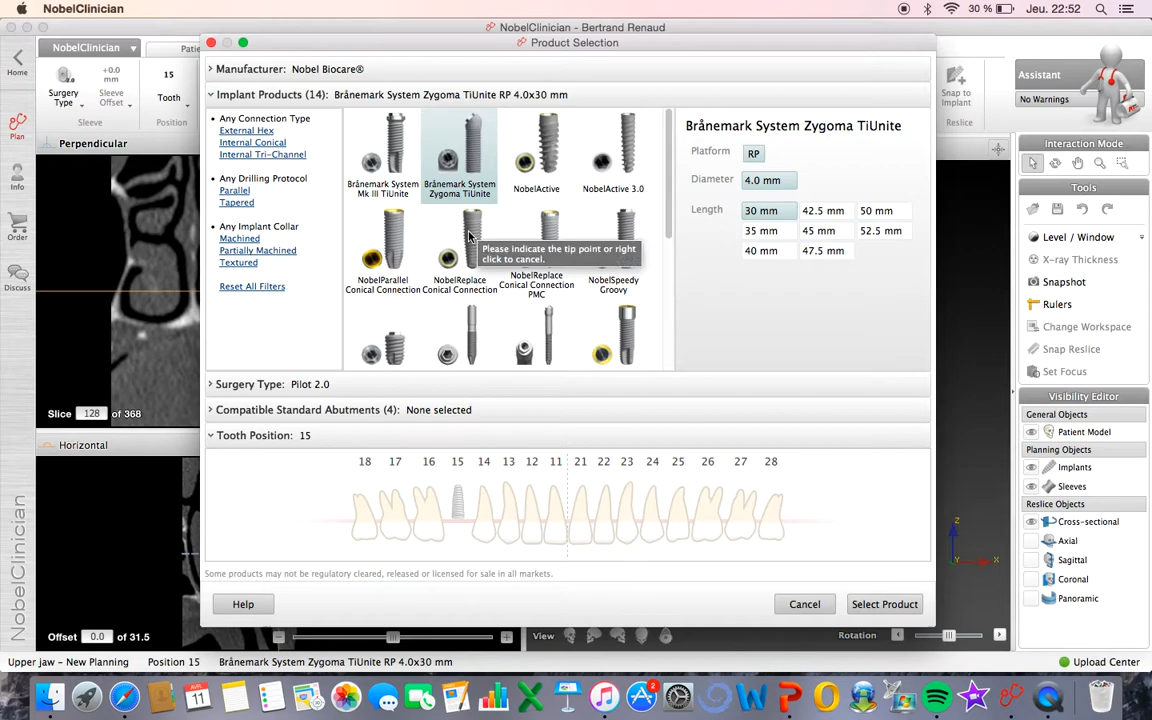 NobelClinician
30 %
Jeu. 22:52
NobelClinician - Bertrand Renaud
Product Selection
Home
Plan
Info
Order
Discuss
NobelClinician
NobelClinician
Patie
Surgery
Type
+0.0
mm
Sleeve
Offset
Sleeve
15
Tooth
Position
Perpendicular
Slice 128 of 368
Horizontal
Offset 0.0 of 31.5
Manufacturer: Nobel Biocare®
Implant Products (14): Brånemark System Zygoma TiUnite RP 4.0x30 mm
Any Connection Type
External Hex
Internal Conical
Internal Tri-Channel
Any Drilling Protocol
Parallel
Tapered
Any Implant Collar
Machined
Partially Machined
Textured
Reset All Filters
Brånemark System
Mk III TiUnite
Brånemark System
Zygoma TiUnite
NobelActive
NobelActive 3.0
Please indicate the tip point or right
click to cancel.
NobelParallel
Conical Connection
NobelReplace
Conical Connection
NobelReplace
Conical Connection
PMC
NobelSpeedy
Groovy
Brånemark System Zygoma TiUnite
Platform RP
Diameter 4.0 mm
Length 30 mm 42.5 mm 50 mm
35 mm 45 mm 52.5 mm
40 mm 47.5 mm
Surgery Type: Pilot 2.0
Compatible Standard Abutments (4): None selected
Tooth Position: 15
18 17 16 15 14 13 12 11 21 22 23 24 25 26 27 28
Some products may not be regulatory cleared, released or licensed for sale in all markets.
Help
Cancel
Select Product
Snap to
Implant
Reslice
Assistant
No Warnings
Interaction Mode
Tools
Level / Window
X-ray Thickness
Snapshot
Rulers
Change Workspace
Snap Reslice
Set Focus
Visibility Editor
General Objects
Patient Model
Planning Objects
Implants
Sleeves
Reslice Objects
Cross-sectional
Axial
Sagittal
Coronal
Panoramic
Z
Y
X
View
Rotation
Upper jaw – New Planning
Position 15
Brånemark System Zygoma TiUnite RP 4.0x30 mm
Upload Center
2